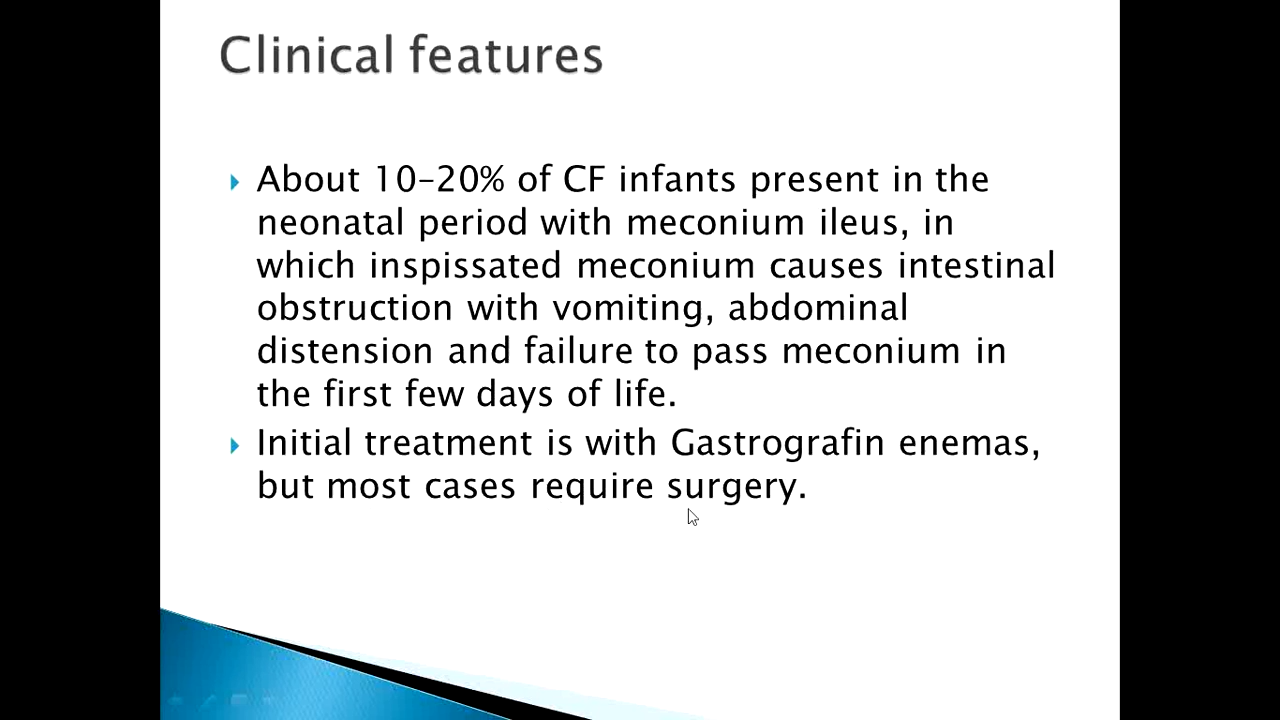 Clinical features
About 10–20% of CF infants present in the
neonatal period with meconium ileus, in
which inspissated meconium causes intestinal
obstruction with vomiting, abdominal
distension and failure to pass meconium in
the first few days of life.
Initial treatment is with Gastrografin enemas,
but most cases require surgery.